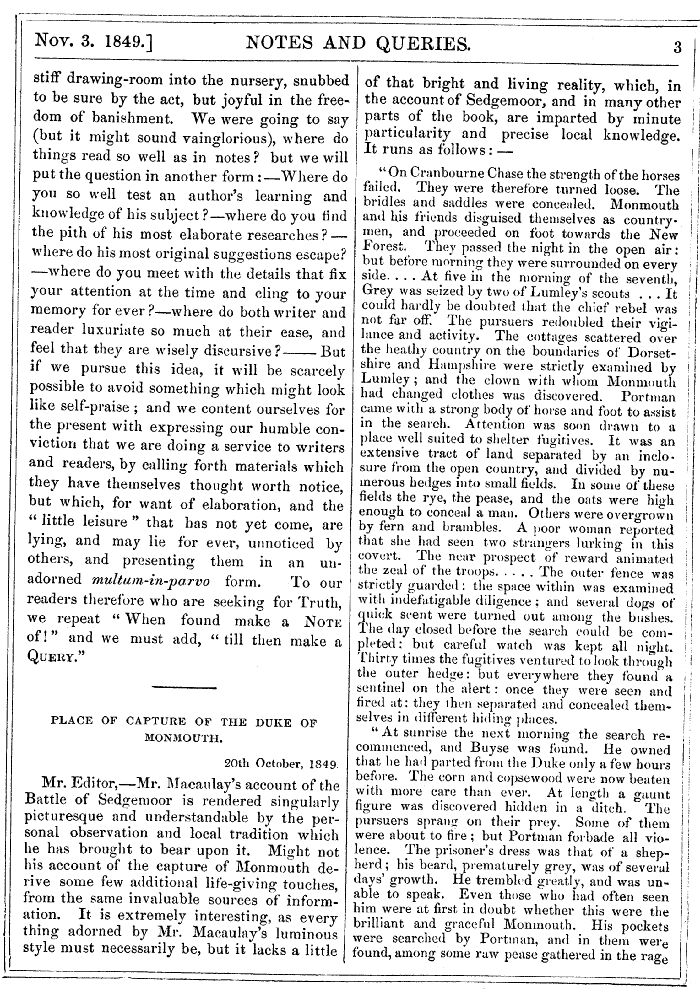 Nov. 3. 1849.] NOTES AND QUERIES. 3
stiff drawing-room into the nursery, snubbed
to be sure by the act, but joyful in the free-
dom of banishment. We were going to say
(but it might sound vainglorious), where do
things read so well as in notes? but we will
put the question in another form:—Where do
you so well test an author's learning and
knowledge of his subject?—where do you find
the pith of his most elaborate researches?—
where do his most original suggestions escape?
—where do you meet with the details that fix
your attention at the time and cling to your
memory for ever?—where do both writer and
reader luxuriate so much at their ease, and
feel that they are wisely discursive?—— But
if we pursue this idea, it will be scarcely
possible to avoid something which might look
like self-praise; and we content ourselves for
the present with expressing our humble con-
viction that we are doing a service to writers
and readers, by calling forth materials which
they have themselves thought worth notice,
but which, for want of elaboration, and the
"little leisure" that has not yet come, are
lying, and may lie for ever, unnoticed by
others, and presenting them in an un-
adorned multum-in-parvo form. To our
readers therefore who are seeking for Truth,
we repeat "When found make a NOTE
of!" and we must add, "till then make a
QUERY."
PLACE OF CAPTURE OF THE DUKE OF
MONMOUTH.
20th October, 1849.
Mr. Editor,—Mr. Macaulay's account of the
Battle of Sedgemoor is rendered singularly
picturesque and understandable by the per-
sonal observation and local tradition which
he has brought to bear upon it. Might not
his account of the capture of Monmouth de-
rive some few additional life-giving touches,
from the same invaluable sources of inform-
ation. It is extremely interesting, as every
thing adorned by Mr. Macaulay's luminous
style must necessarily be, but it lacks a little
of that bright and living reality, which, in
the account of Sedgemoor, and in many other
parts of the book, are imparted by minute
particularity and precise local knowledge.
It runs as follows:—
"On Cranbourne Chase the strength of the horses
failed. They were therefore turned loose. The
bridles and saddles were concealed. Monmouth
and his friends disguised themselves as country-
men, and proceeded on foot towards the New
Forest. They passed the night in the open air:
but before morning they were surrounded on every
side. . . . At five in the morning of the seventh,
Grey was seized by two of Lumley's scouts . . . It
could hardly be doubted that the chief rebel was
not far off. The pursuers redoubled their vigi-
lance and activity. The cottages scattered over
the heathy country on the boundaries of Dorset-
shire and Hampshire were strictly examined by
Lumley; and the clown with whom Monmouth
had changed clothes was discovered. Portman
came with a strong body of horse and foot to assist
in the search. Attention was soon drawn to a
place well suited to shelter fugitives. It was an
extensive tract of land separated by an inclo-
sure from the open country, and divided by nu-
merous hedges into small fields. In some of these
fields the rye, the pease, and the oats were high
enough to conceal a man. Others were overgrown
by fern and brambles. A poor woman reported
that she had seen two strangers lurking in this
covert. The near prospect of reward animated
the zeal of the troops. . . . . The outer fence was
strictly guarded: the space within was examined
with indefatigable diligence; and several dogs of
quick scent were turned out among the bushes.
The day closed before the search could be com-
pleted: but careful watch was kept all night.
Thirty times the fugitives ventured to look through
the outer hedge: but everywhere they found a
sentinel on the alert: once they were seen and
fired at: they then separated and concealed them-
selves in different hiding places.
"At sunrise the next morning the search re-
commenced, and Buyse was found. He owned
that he had parted from the Duke only a few hours
before. The corn and copsewood were now beaten
with more care than ever. At length a gaunt
figure was discovered hidden in a ditch. The
pursuers sprang on their prey. Some of them
were about to fire; but Portman forbade all vio-
lence. The prisoner's dress was that of a shep-
herd; his beard, prematurely grey, was of several
days' growth. He trembled greatly, and was un-
able to speak. Even those who had often seen
him were at first in doubt whether this were the
brilliant and graceful Monmouth. His pockets
were searched by Portman, and in them were
found, among some raw pease gathered in the rage